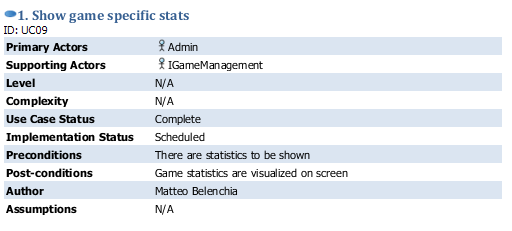 1. Show game specific stats
ID: UC09
Primary Actors Admin
Supporting Actors IGameManagement
Level N/A
Complexity N/A
Use Case Status Complete
Implementation Status Scheduled
Preconditions There are statistics to be shown
Post-conditions Game statistics are visualized on screen
Author Matteo Belenchia
Assumptions N/A